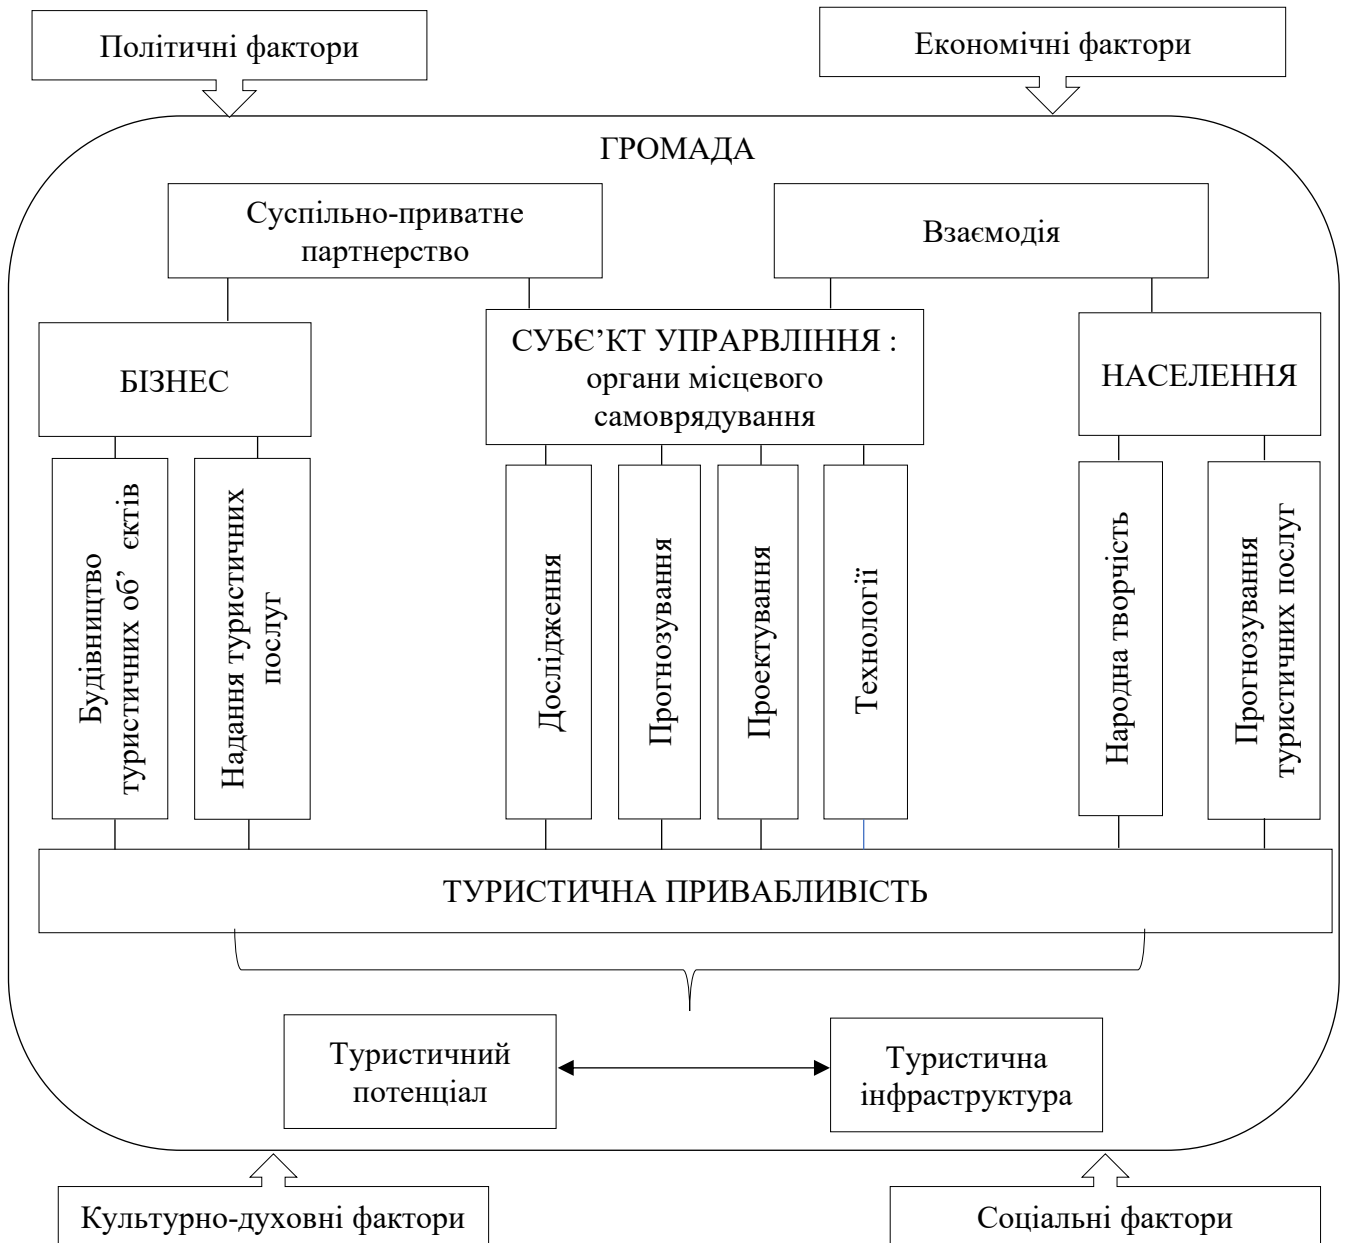 Політичні фактори
Економічні фактори
ГРОМАДА
Суспільно-приватне
партнерство
Взаємодія
БІЗНЕС
СУБЄ’КТ УПРАРВЛІННЯ :
органи місцевого
самоврядування
НАСЕЛЕННЯ
Будівництво
туристичних об’ єктів
Надання туристичних
послуг
Дослідження
Прогнозування
Проектування
Технології
Народна творчість
Прогнозування
туристичних послуг
ТУРИСТИЧНА ПРИВАБЛИВІСТЬ
Туристичний
потенціал
Туристична
інфраструктура
Культурно-духовні фактори
Соціальні фактори